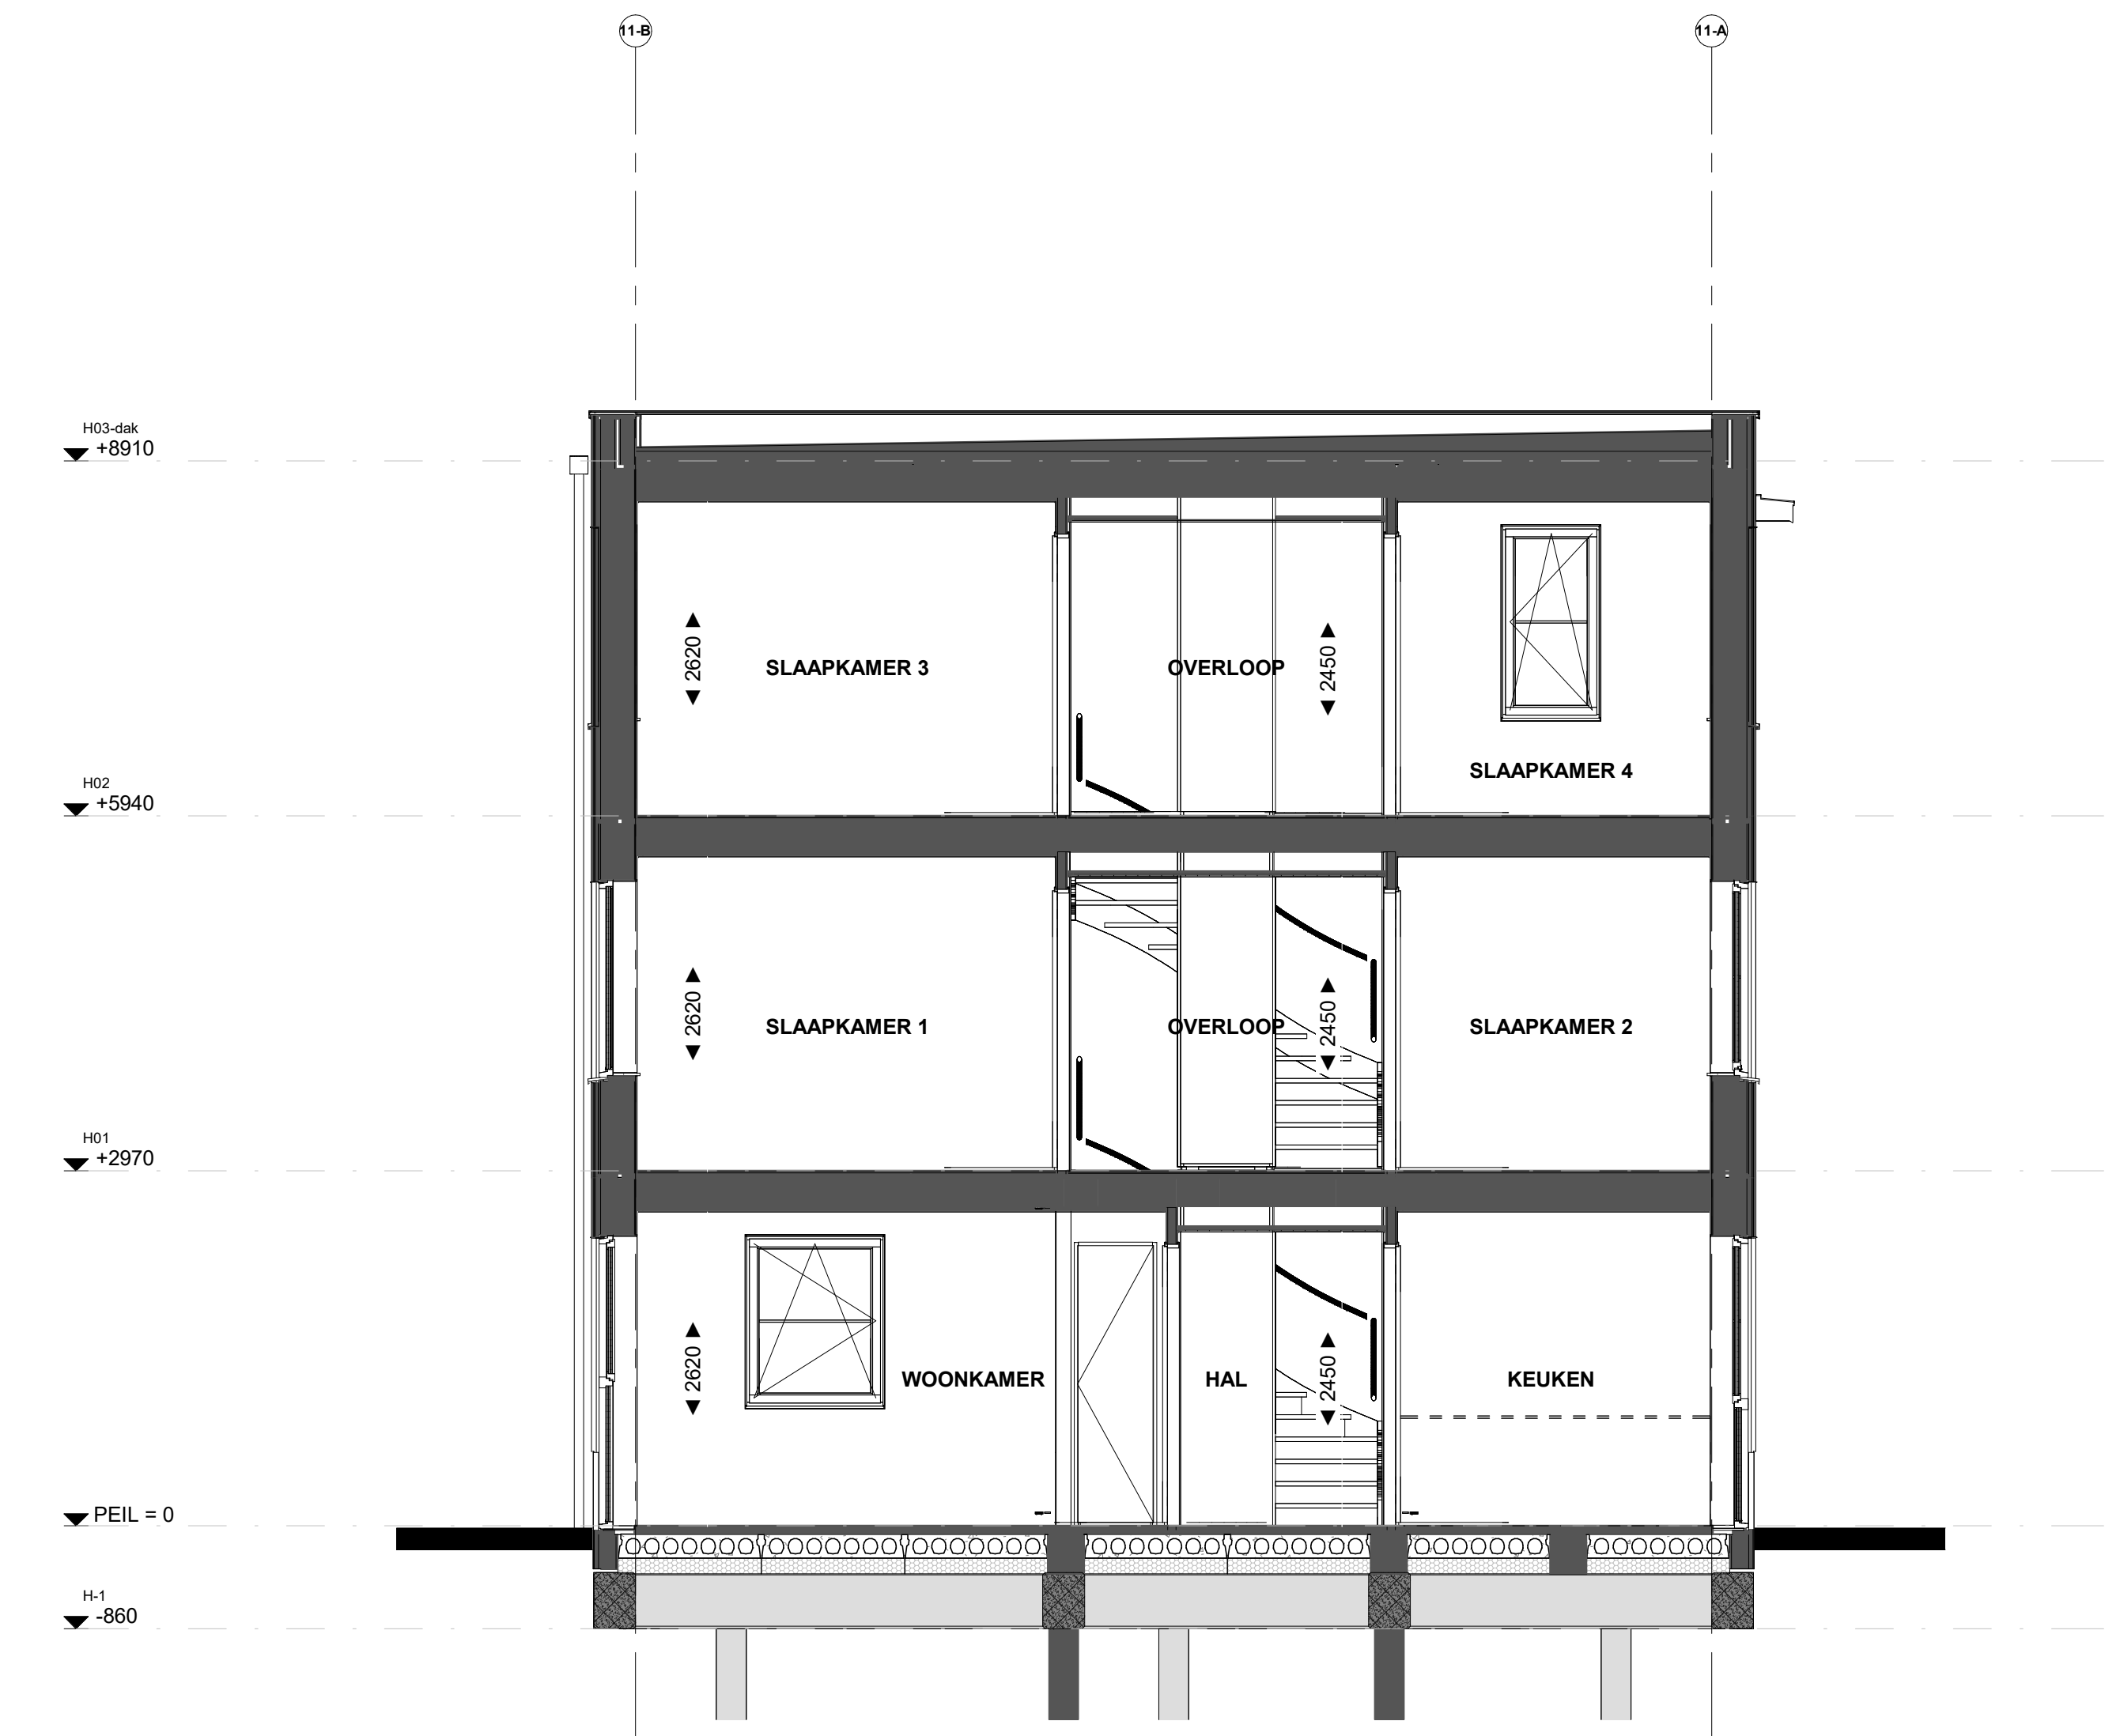 11-B
11-A
H03-dak
+8910
2620
SLAAPKAMER 3
OVERLOOP
2450
SLAAPKAMER 4
H02
+5940
2620
SLAAPKAMER 1
OVERLOOP
2450
SLAAPKAMER 2
H01
+2970
2620
WOONKAMER
HAL
2450
KEUKEN
PEIL = 0
H-1
-860